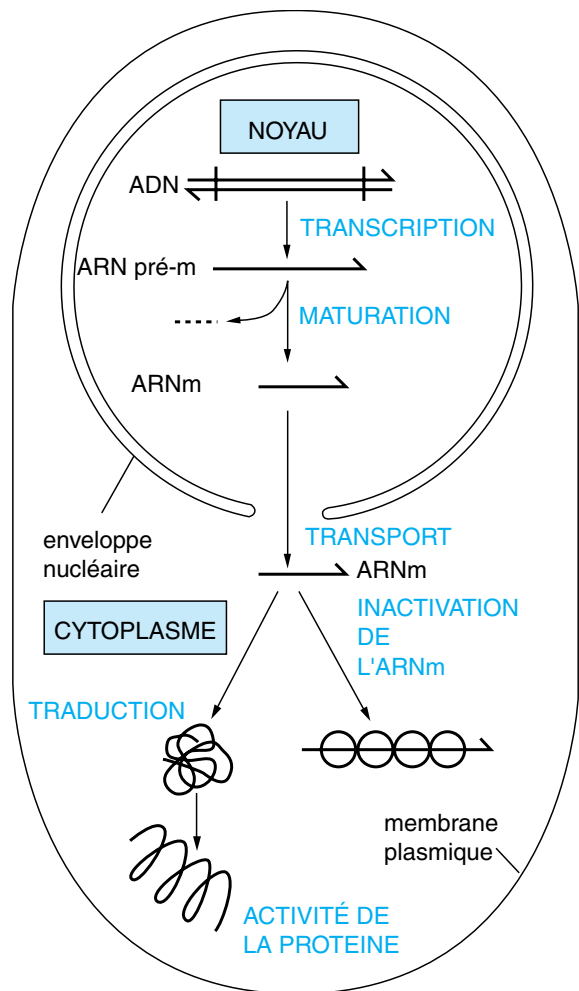 NOYAU
ADN
TRANSCRIPTION
ARN pré-m
MATURATION
ARNm
enveloppe
nucléaire
TRANSPORT
ARNm
INACTIVATION
DE
L'ARNm
CYTOPLASME
TRADUCTION
membrane
plasmique
ACTIVITÉ DE
LA PROTEINE